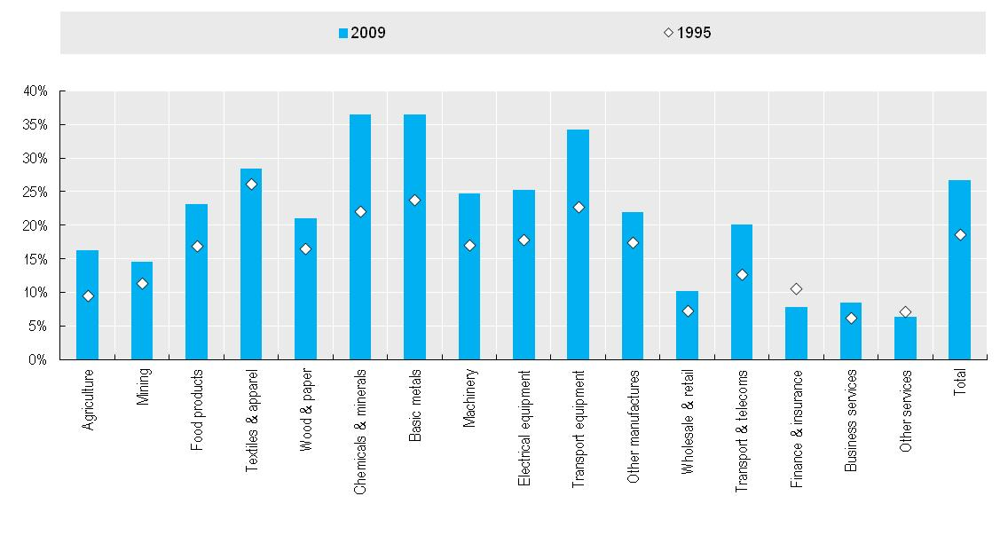 2009 1995
40%
35%
30%
25%
20%
15%
10%
5%
0%
Agriculture
Mining
Food products
Textiles & apparel
Wood & paper
Chemicals & minerals
Basic metals
Machinery
Electrical equipment
Transport equipment
Other manufactures
Wholesale & retail
Transport & telecoms
Finance & insurance
Business services
Other services
Total